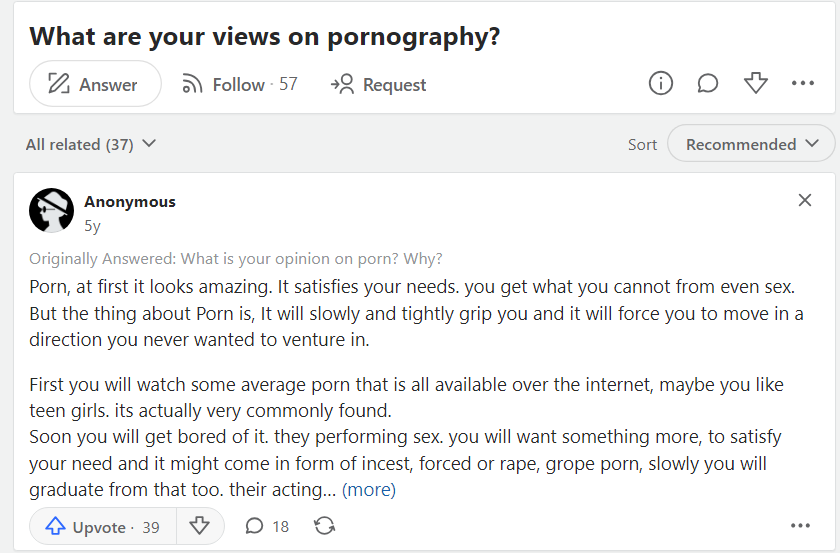 What are your views on pornography?
Answer Follow · 57 Request
All related (37) Sort Recommended
Anonymous
5y
Originally Answered: What is your opinion on porn? Why?
Porn, at first it looks amazing. It satisfies your needs. you get what you cannot from even sex.
But the thing about Porn is, It will slowly and tightly grip you and it will force you to move in a
direction you never wanted to venture in.
First you will watch some average porn that is all available over the internet, maybe you like
teen girls. its actually very commonly found.
Soon you will get bored of it. they performing sex. you will want something more, to satisfy
your need and it might come in form of incest, forced or rape, grope porn, slowly you will
graduate from that too. their acting... (more)
Upvote · 39 18